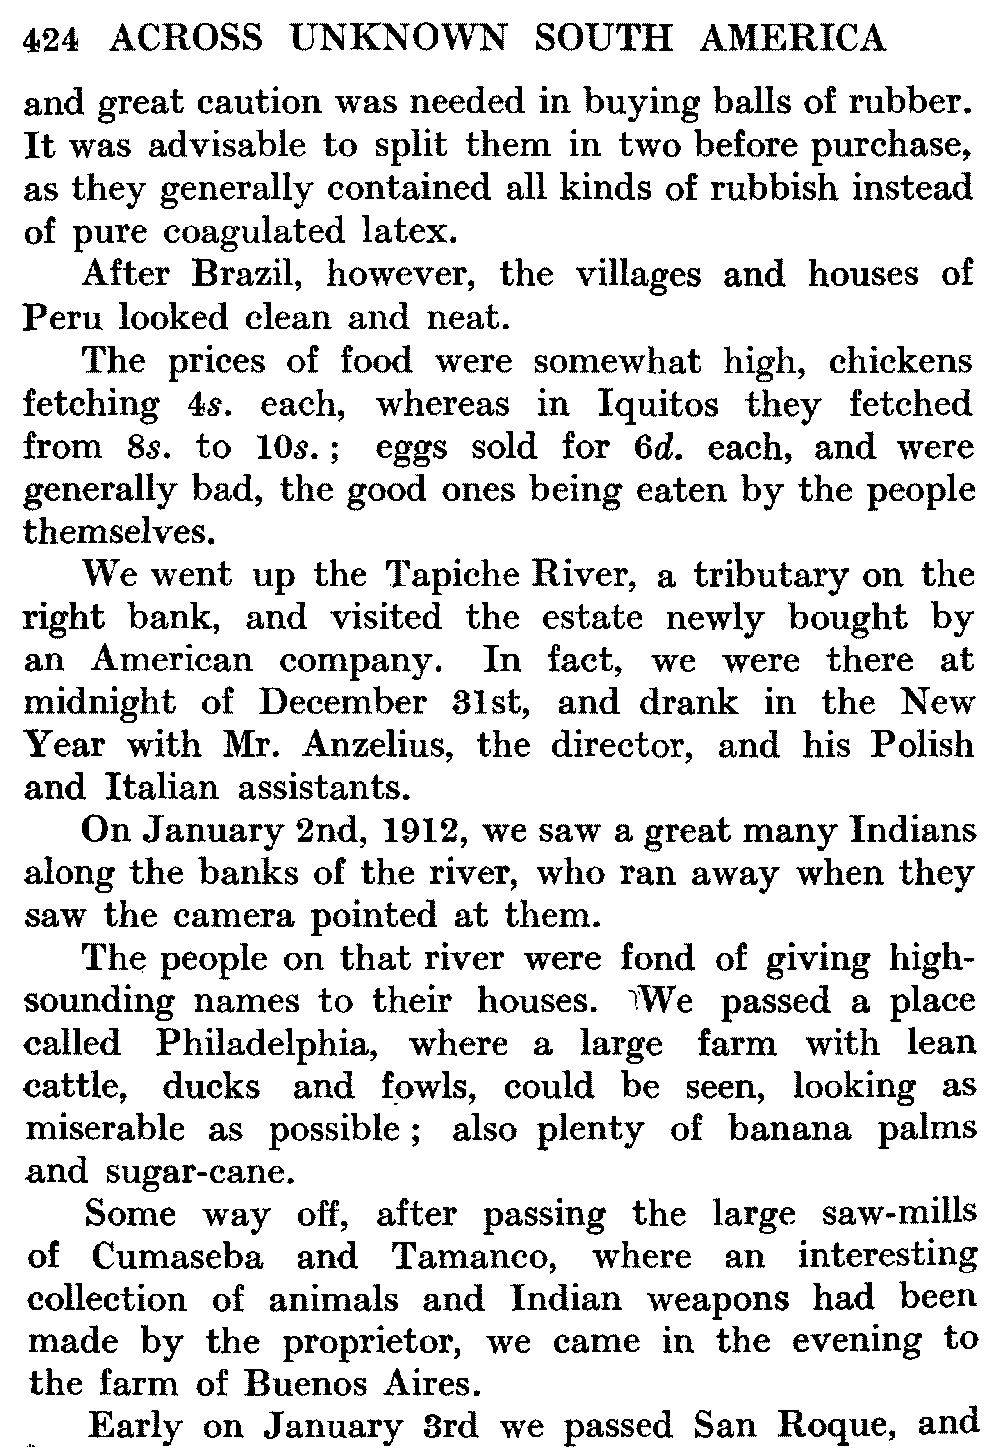 424 ACROSS UNKNOWN SOUTH AMERICA
and great caution was needed in buying balls of rubber.
It was advisable to split them in two before purchase,
as they generally contained all kinds of rubbish instead
of pure coagulated latex.
After Brazil, however, the villages and houses of
Peru looked clean and neat.
The prices of food were somewhat high, chickens
fetching 4s. each, whereas in Iquitos they fetched
from 8s. to 10s. ; eggs sold for 6d. each, and were
generally bad, the good ones being eaten by the people
themselves.
We went up the Tapiche River, a tributary on the
right bank, and visited the estate newly bought by
an American company. In fact, we were there at
midnight of December 31st, and drank in the New
Year with Mr. Anzelius, the director, and his Polish
and Italian assistants.
On January 2nd, 1912, we saw a great many Indians
along the banks of the river, who ran away when they
saw the camera pointed at them.
The people on that river were fond of giving high-
sounding names to their houses. We passed a place
called Philadelphia, where a large farm with lean
cattle, ducks and fowls, could be seen, looking as
miserable as possible ; also plenty of banana palms
and sugar-cane.
Some way off, after passing the large saw-mills
of Cumaseba and Tamanco, where an interesting
collection of animals and Indian weapons had been
made by the proprietor, we came in the evening to
the farm of Buenos Aires.
Early on January 3rd we passed San Roque, and